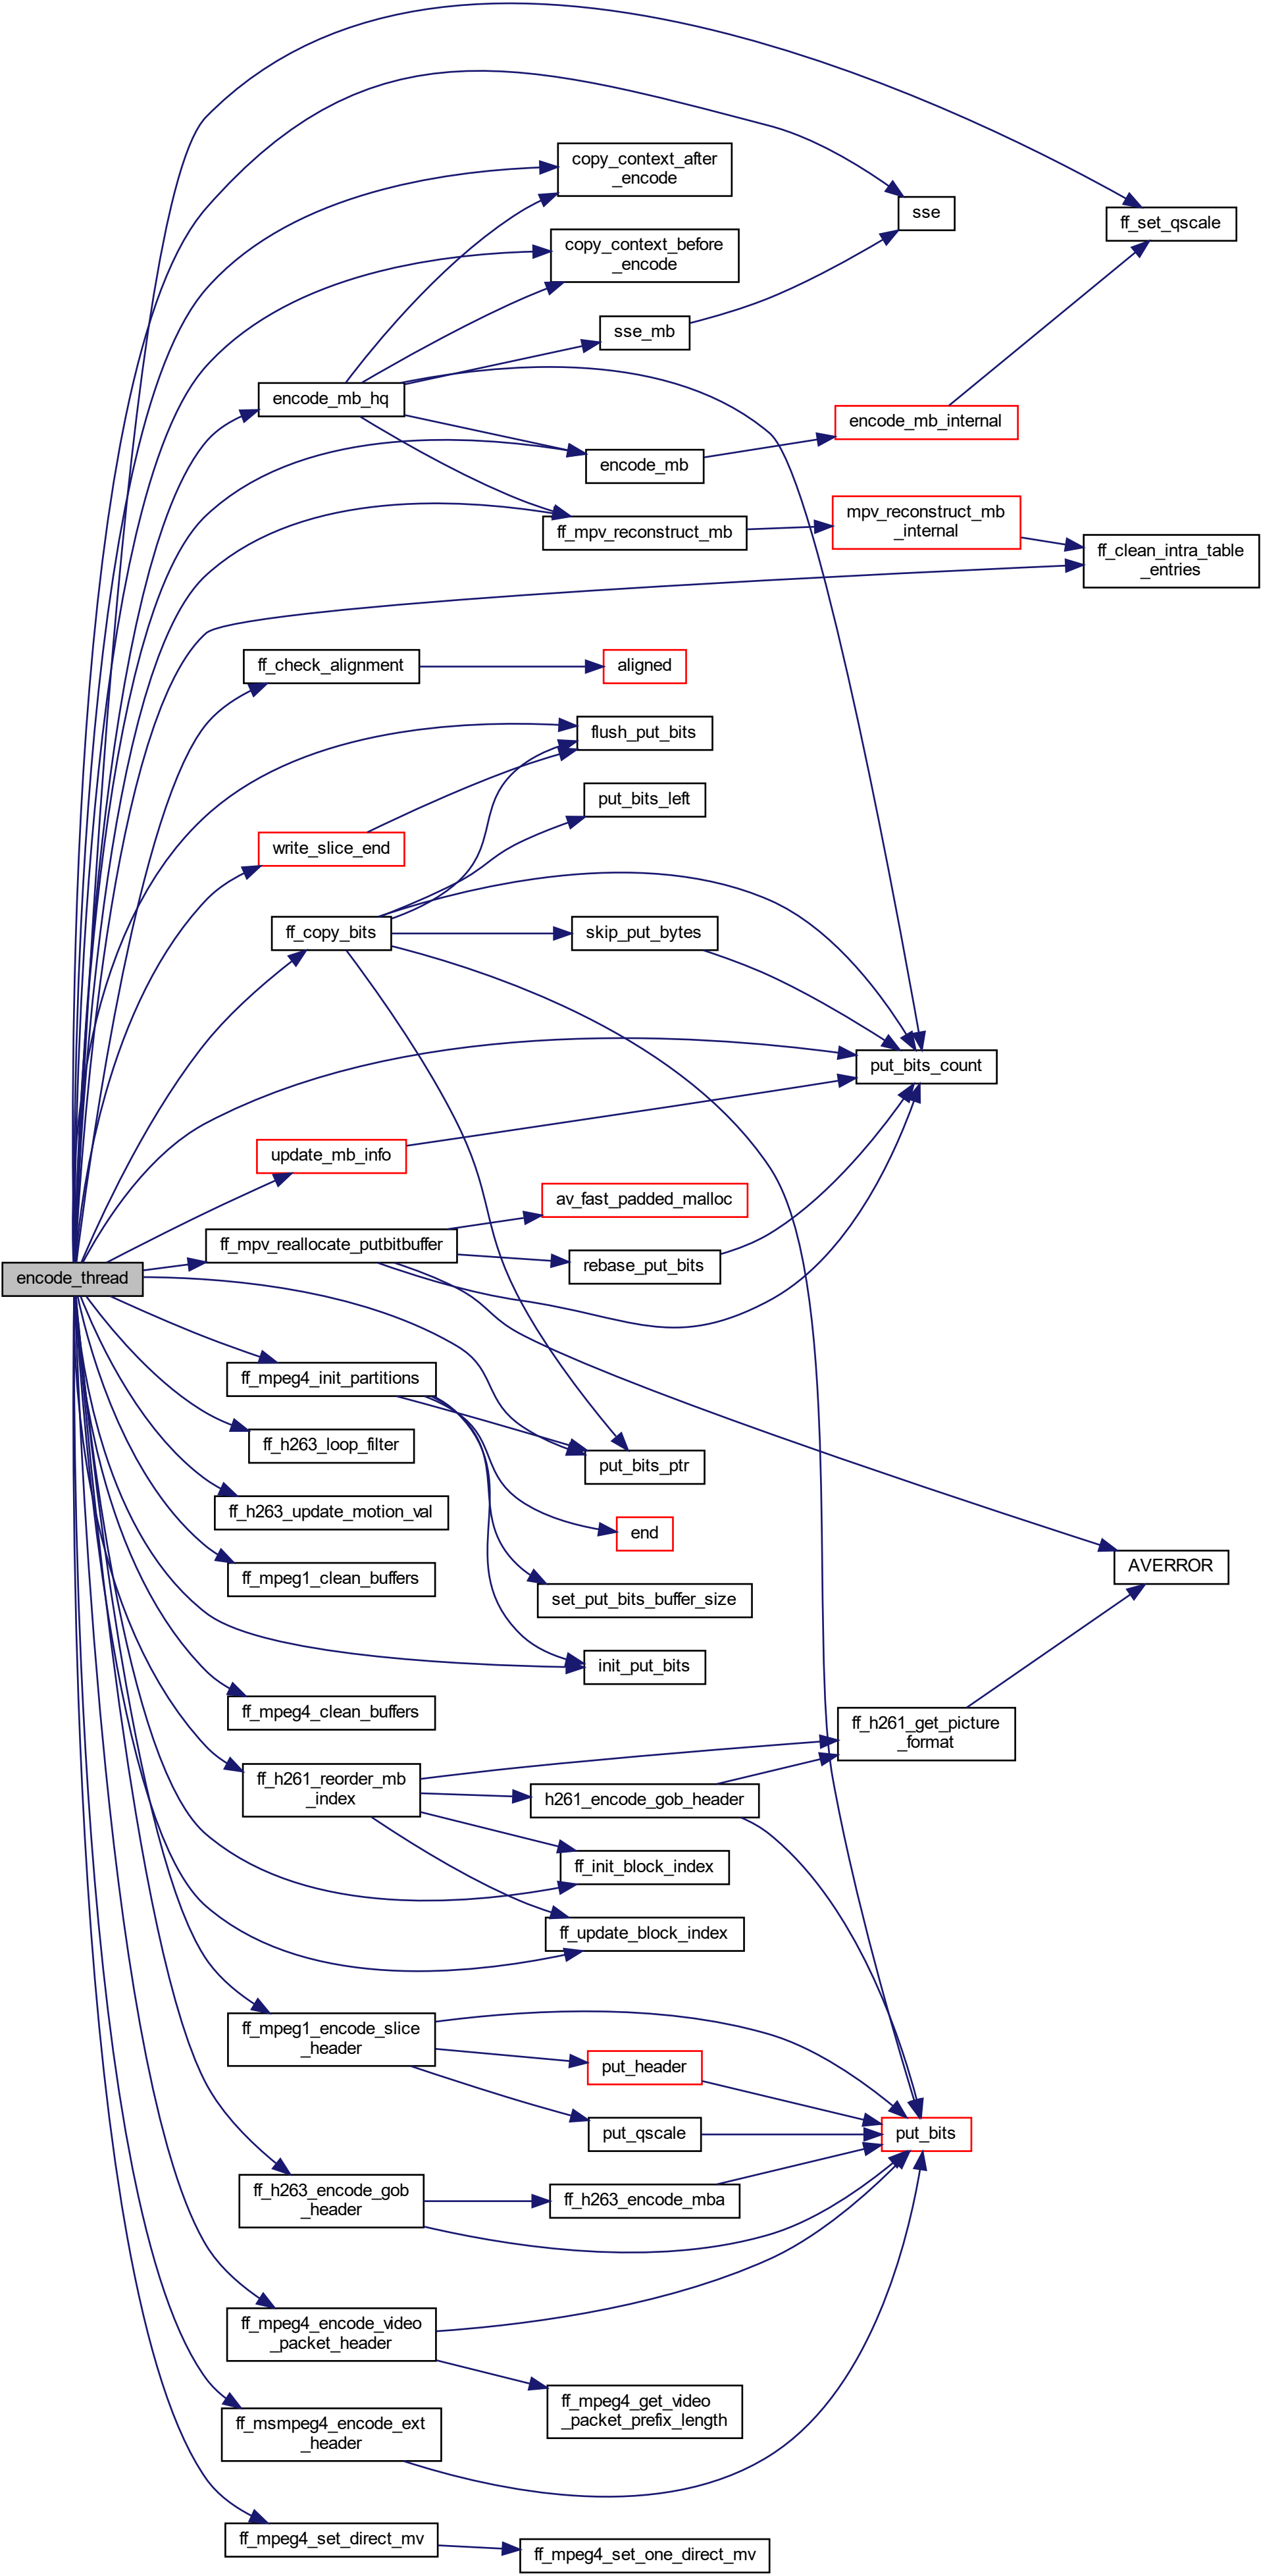 copy_context_after
_encode
sse
ff_set_qscale
copy_context_before
_encode
sse_mb
encode_mb_hq
encode_mb_internal
encode_mb
mpv_reconstruct_mb
_internal
ff_mpv_reconstruct_mb
ff_clean_intra_table
_entries
ff_check_alignment
aligned
flush_put_bits
put_bits_left
write_slice_end
ff_copy_bits
skip_put_bytes
put_bits_count
update_mb_info
av_fast_padded_malloc
ff_mpv_reallocate_putbitbuffer
rebase_put_bits
encode_thread
ff_mpeg4_init_partitions
ff_h263_loop_filter
put_bits_ptr
ff_h263_update_motion_val
end
AVERROR
ff_mpeg1_clean_buffers
set_put_bits_buffer_size
init_put_bits
ff_mpeg4_clean_buffers
ff_h261_get_picture
_format
ff_h261_reorder_mb
_index
h261_encode_gob_header
ff_init_block_index
ff_update_block_index
ff_mpeg1_encode_slice
_header
put_header
put_qscale
put_bits
ff_h263_encode_gob
_header
ff_h263_encode_mba
ff_mpeg4_encode_video
_packet_header
ff_mpeg4_get_video
_packet_prefix_length
ff_msmpeg4_encode_ext
_header
ff_mpeg4_set_direct_mv
ff_mpeg4_set_one_direct_mv